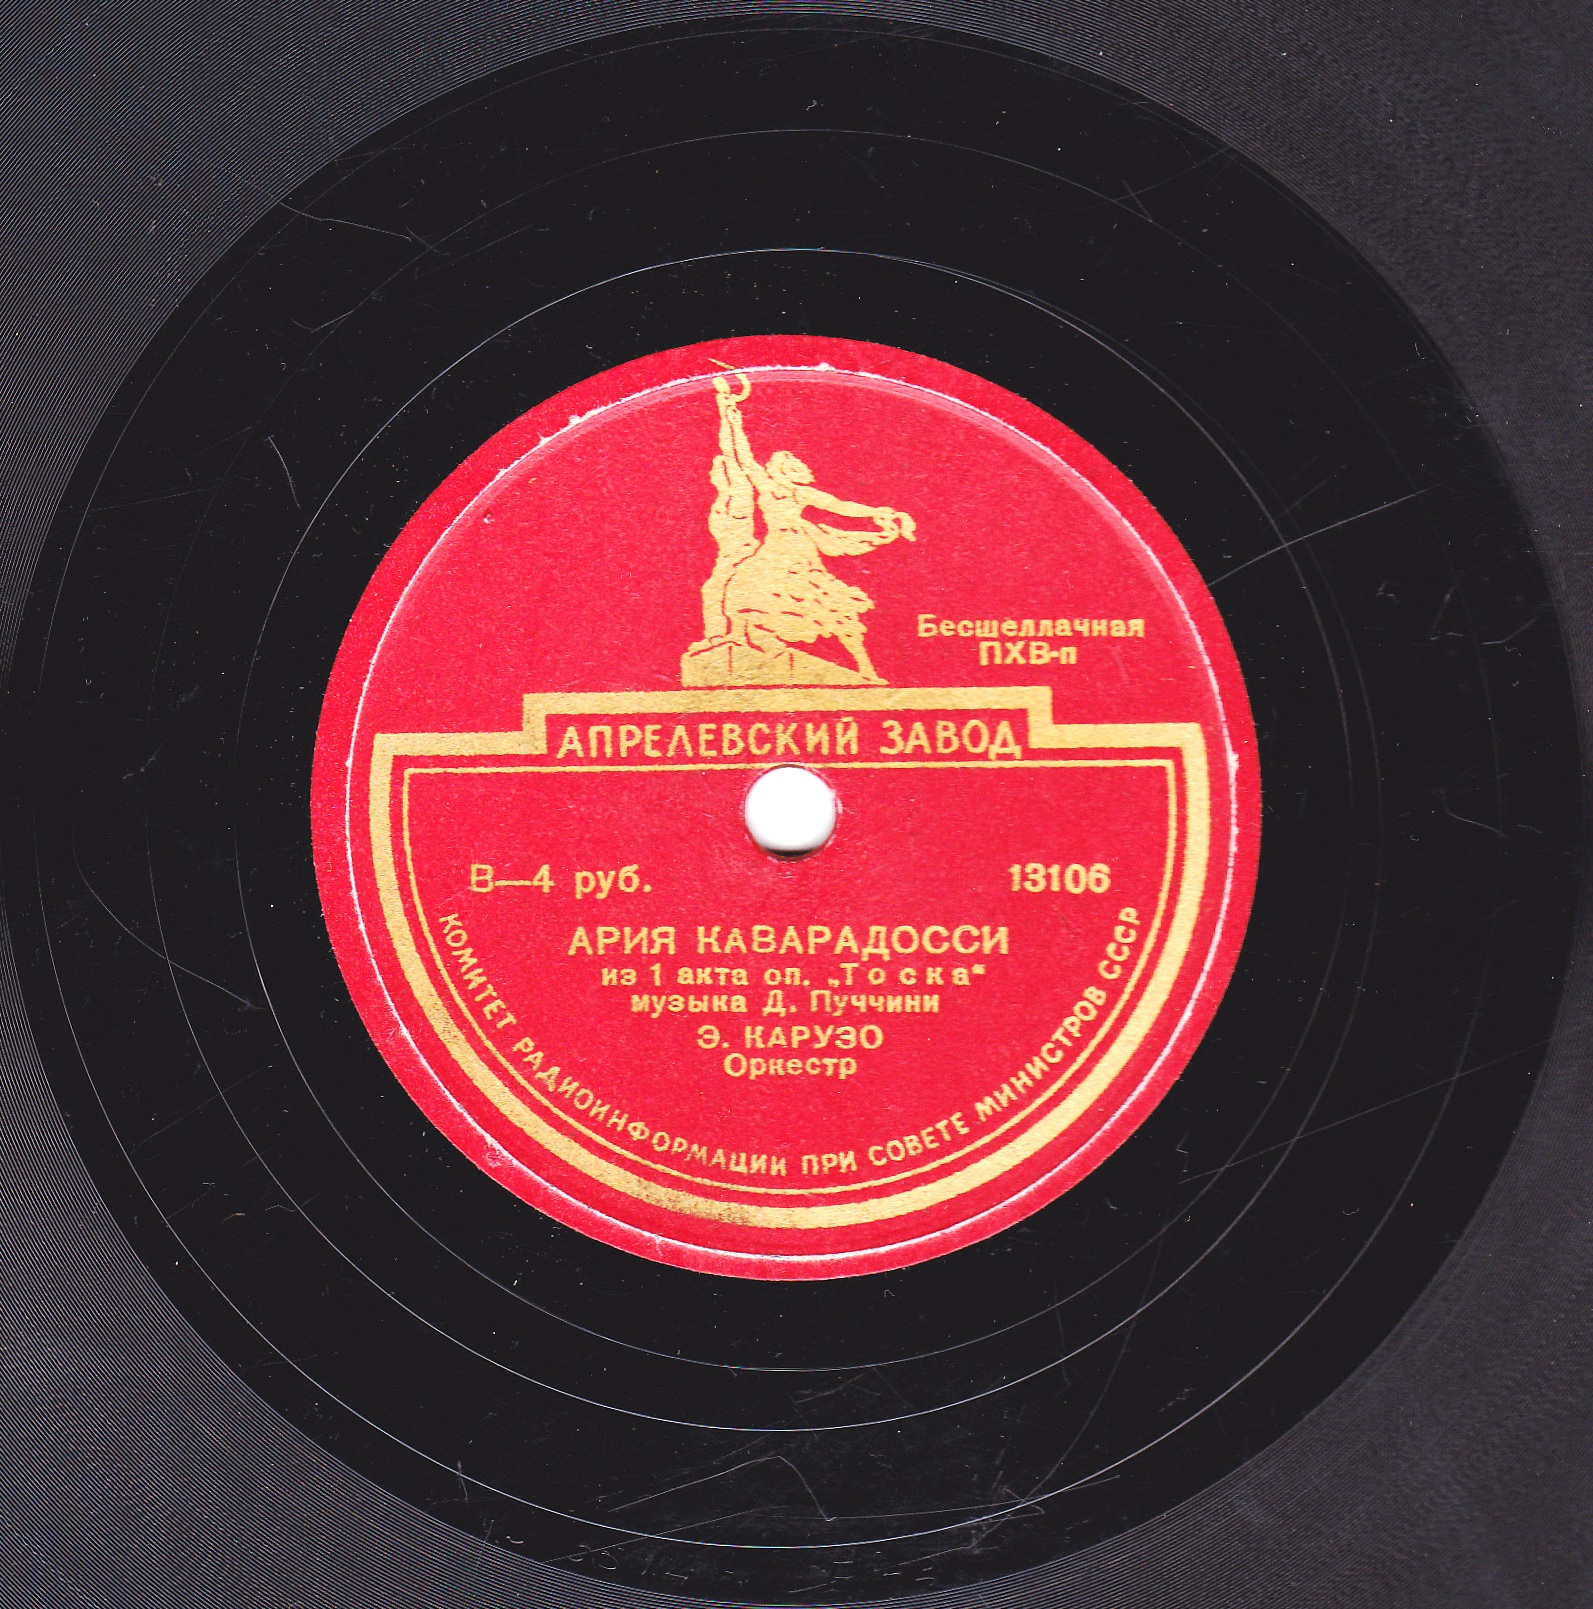 Бесшеллачная
ПХВ-п
АПРЕЛЕВСКИЙ ЗАВОД
В—4 руб. 13106
АРИЯ КАВАРАДОССИ
из 1 акта оп. „Тоска“
музыка Д. Пуччини
Э. КАРУЗО
Оркестр
КОМИТЕТ РАДИОИНФОРМАЦИИ ПРИ СОВЕТЕ МИНИСТРОВ СССР